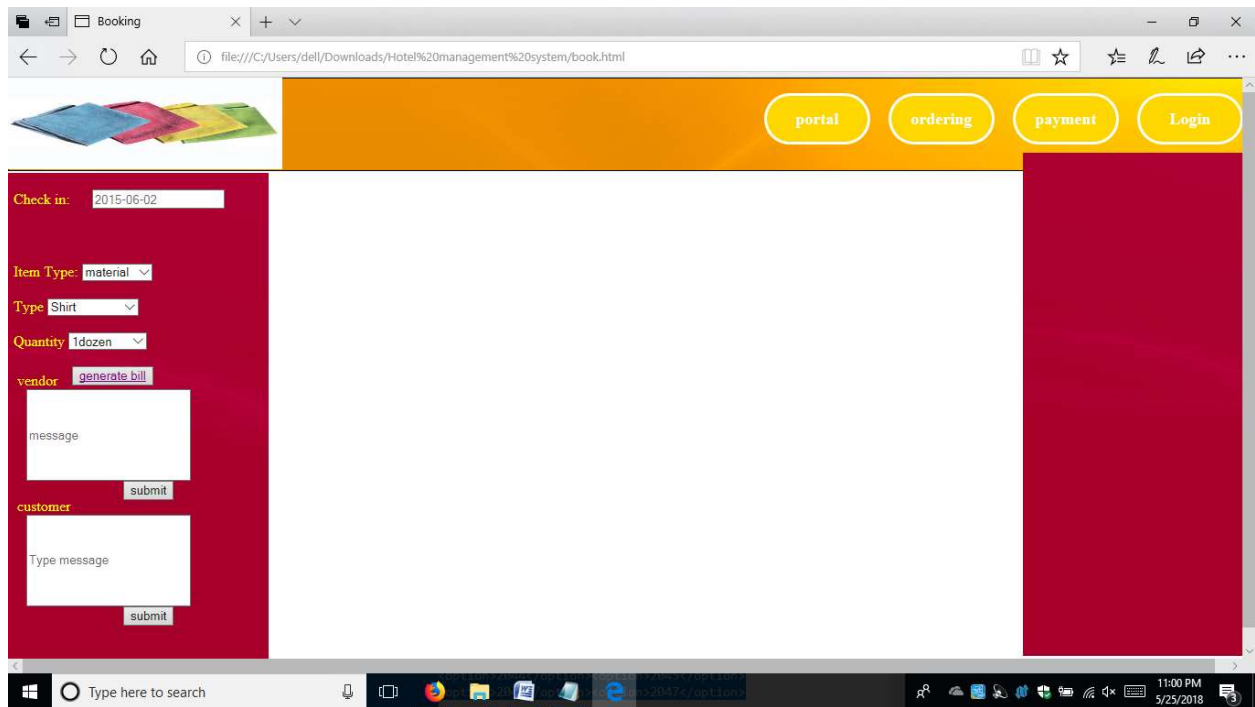 Booking
file:///C:/Users/dell/Downloads/Hotel%20management%20system/book.html
portal ordering payment Login
Check in: 2015-06-02
Item Type: material
Type Shirt
Quantity 1dozen
vendor generate bill
message
submit
customer
Type message
submit
Type here to search
11:00 PM
5/25/2018
3